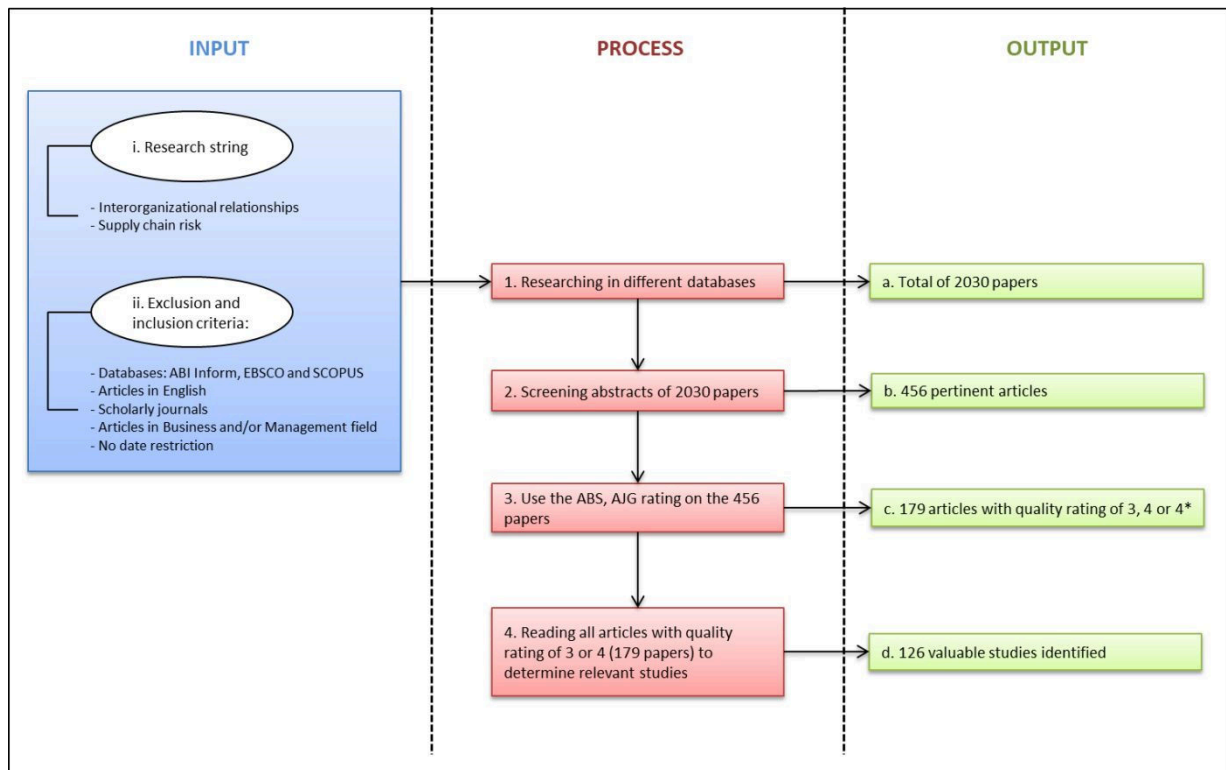 INPUT
i. Research string
- Interorganizational relationships
- Supply chain risk
ii. Exclusion and
inclusion criteria:
- Databases: ABI Inform, EBSCO and SCOPUS
- Articles in English
- Scholarly journals
- Articles in Business and/or Management field
- No date restriction
PROCESS
1. Researching in different databases
2. Screening abstracts of 2030 papers
3. Use the ABS, AJG rating on the 456
papers
4. Reading all articles with quality
rating of 3 or 4 (179 papers) to
determine relevant studies
OUTPUT
a. Total of 2030 papers
b. 456 pertinent articles
c. 179 articles with quality rating of 3, 4 or 4*
d. 126 valuable studies identified